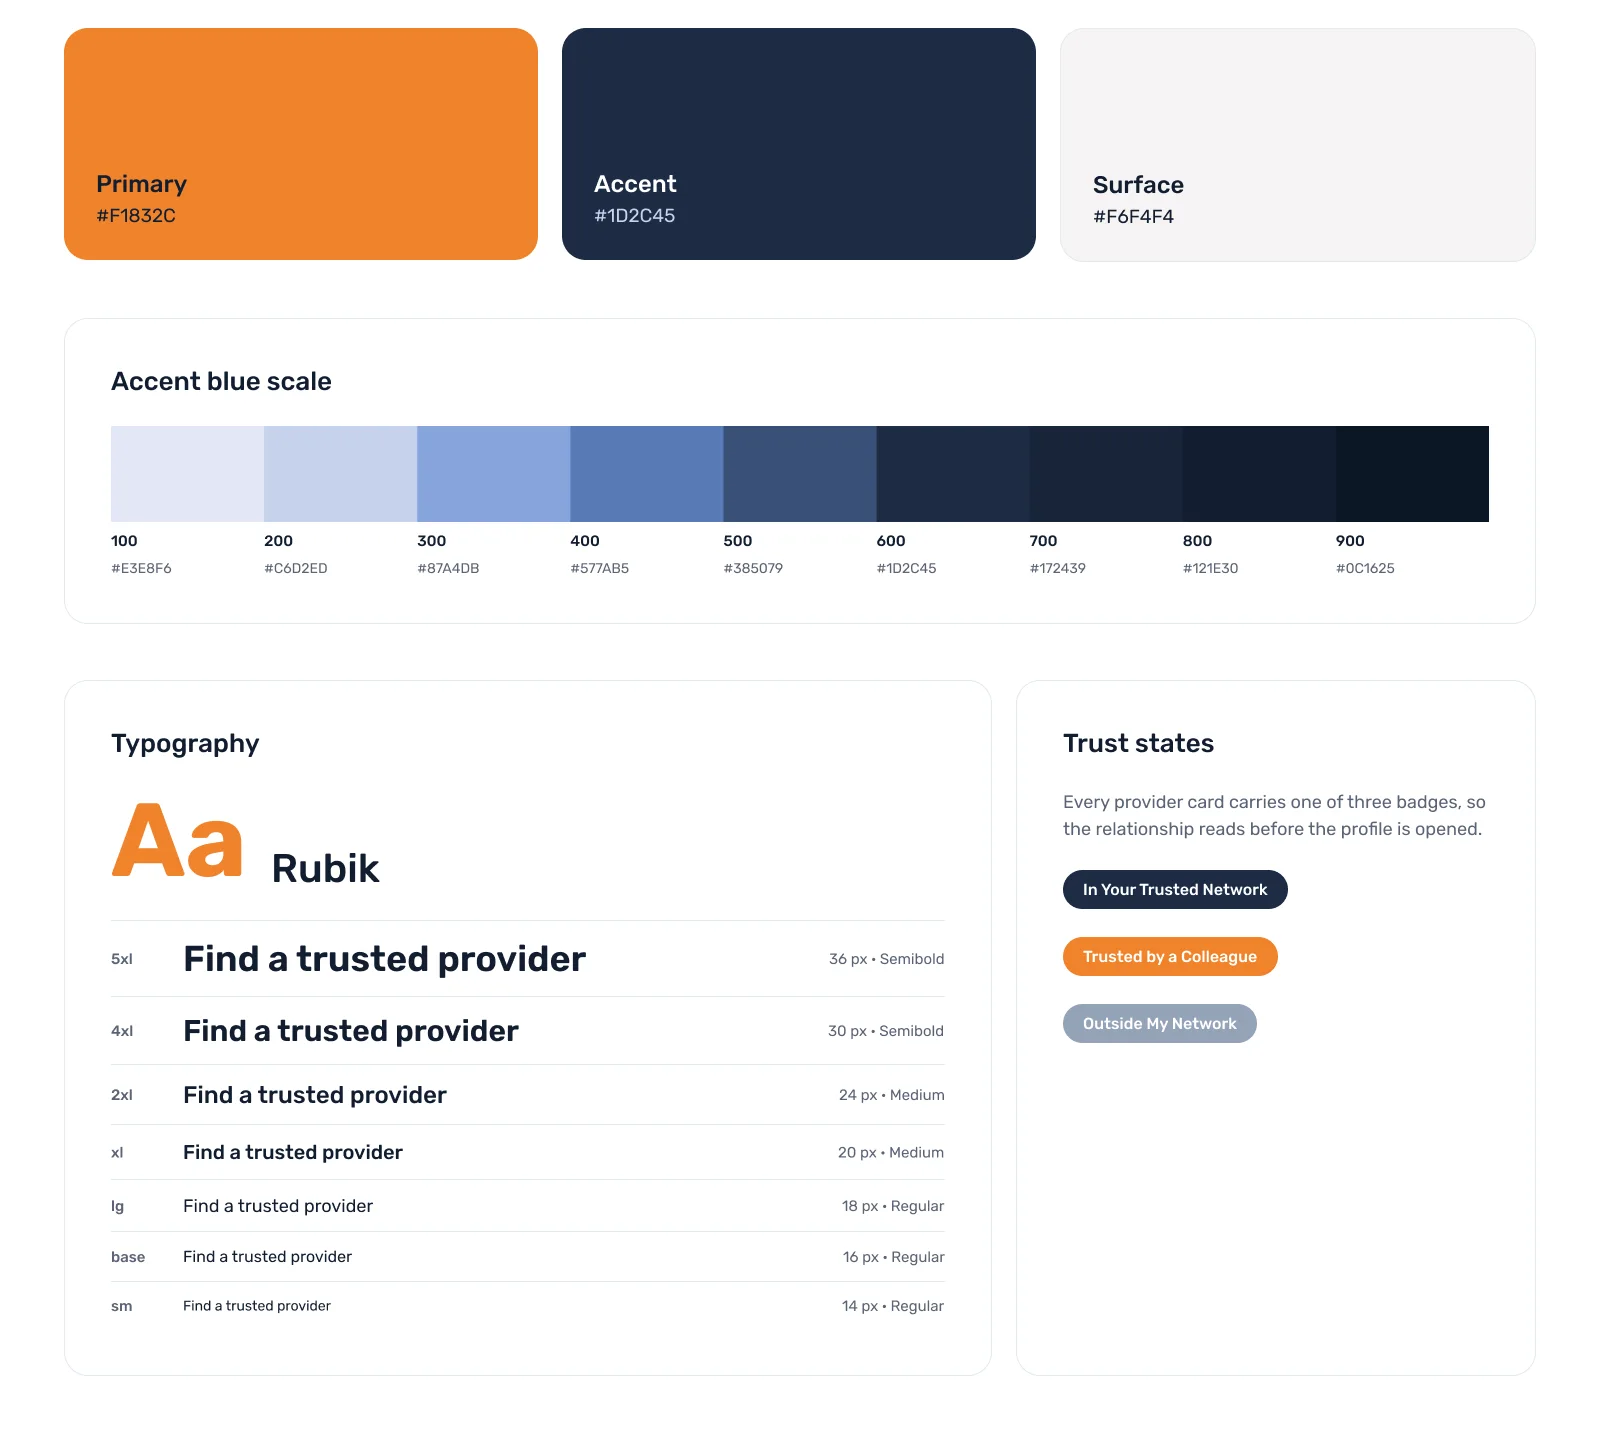 Primary
#F1832C
Accent
#1D2C45
Surface
#F6F4F4
Accent blue scale
100
#E3E8F6
200
#C6D2ED
300
#87A4DB
400
#577AB5
500
#385079
600
#1D2C45
700
#172439
800
#121E30
900
#0C1625
Typography
Aa Rubik
5xl Find a trusted provider 36 px • Semibold
4xl Find a trusted provider 30 px • Semibold
2xl Find a trusted provider 24 px • Medium
xl Find a trusted provider 20 px • Medium
lg Find a trusted provider 18 px • Regular
base Find a trusted provider 16 px • Regular
sm Find a trusted provider 14 px • Regular
Trust states
Every provider card carries one of three badges, so
the relationship reads before the profile is opened.
In Your Trusted Network
Trusted by a Colleague
Outside My Network